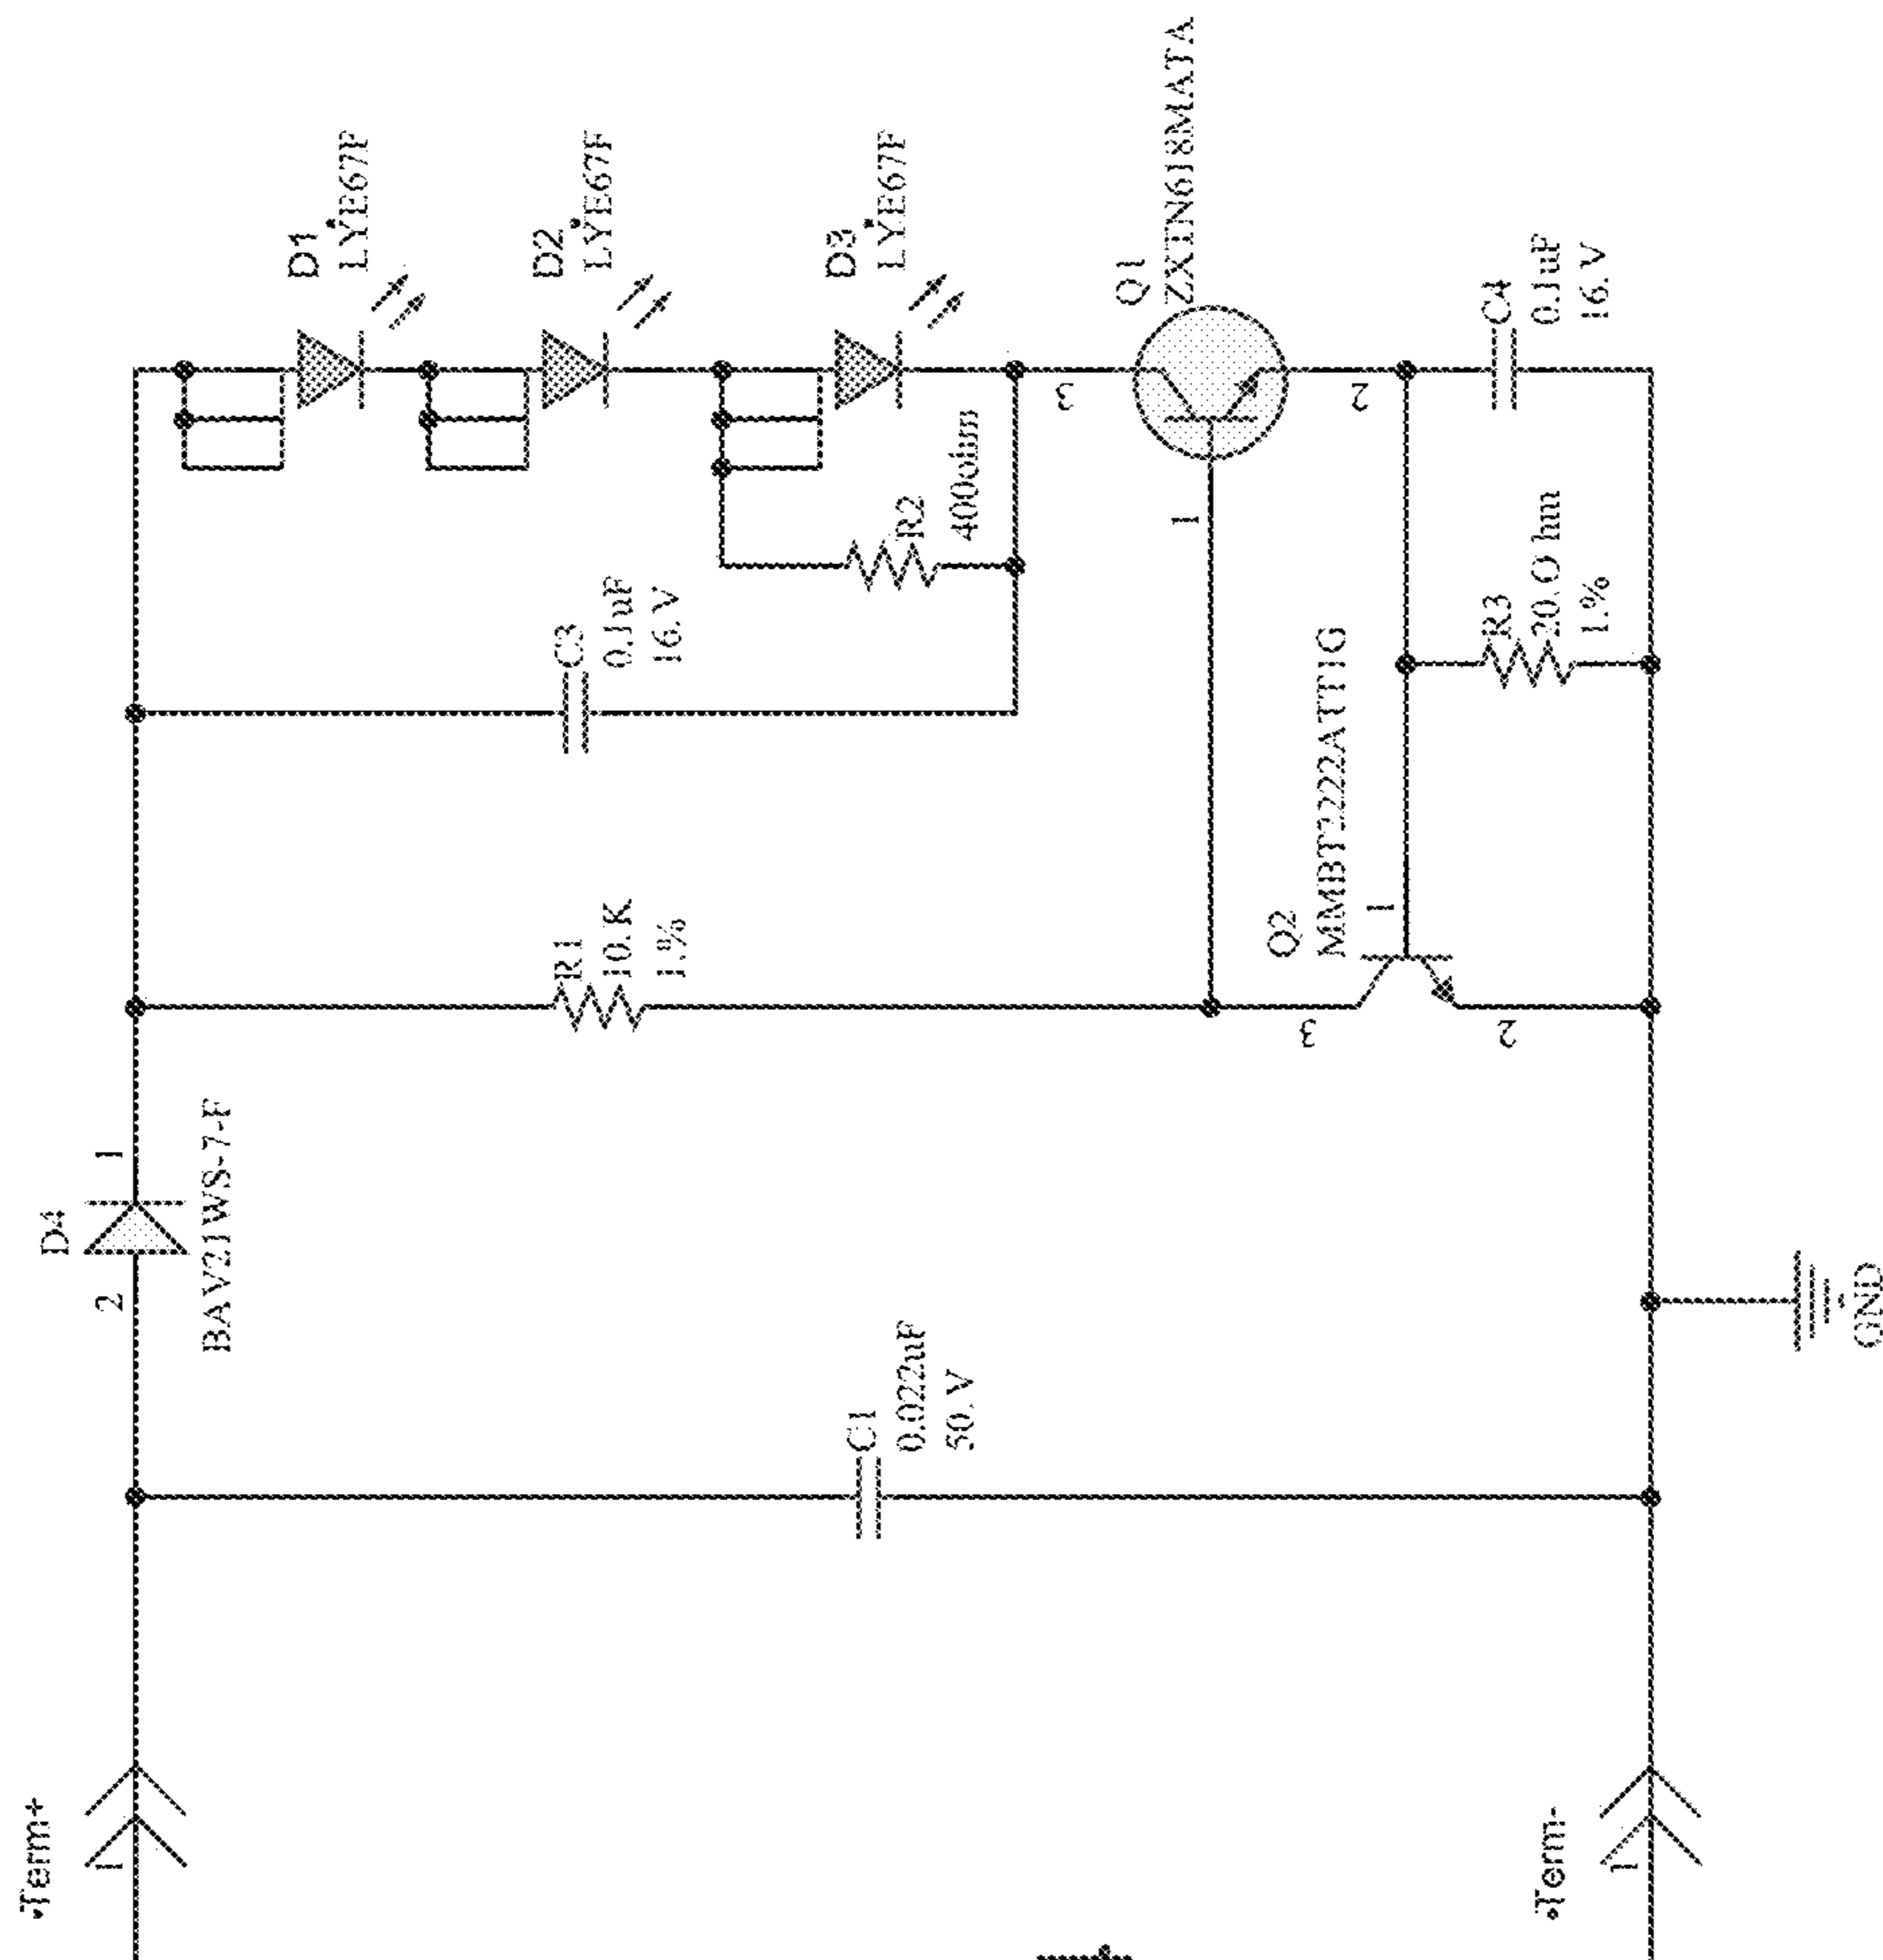 Term+
1
Term-
1
C1
0.022uF
50.V
GND
D4
2
1
BAV21WS-7-F
R1
10.K
1.%
Q2
MMBT2222ATT1G
1
3
2
C3
0.1uF
16.V
R2
400ohm
R3
20.Ohm
1.%
D1
LYE67F
D2
LYE67F
D3
LYE67F
Q1
ZXTN618MATA
3
1
2
C4
0.1uF
16.V